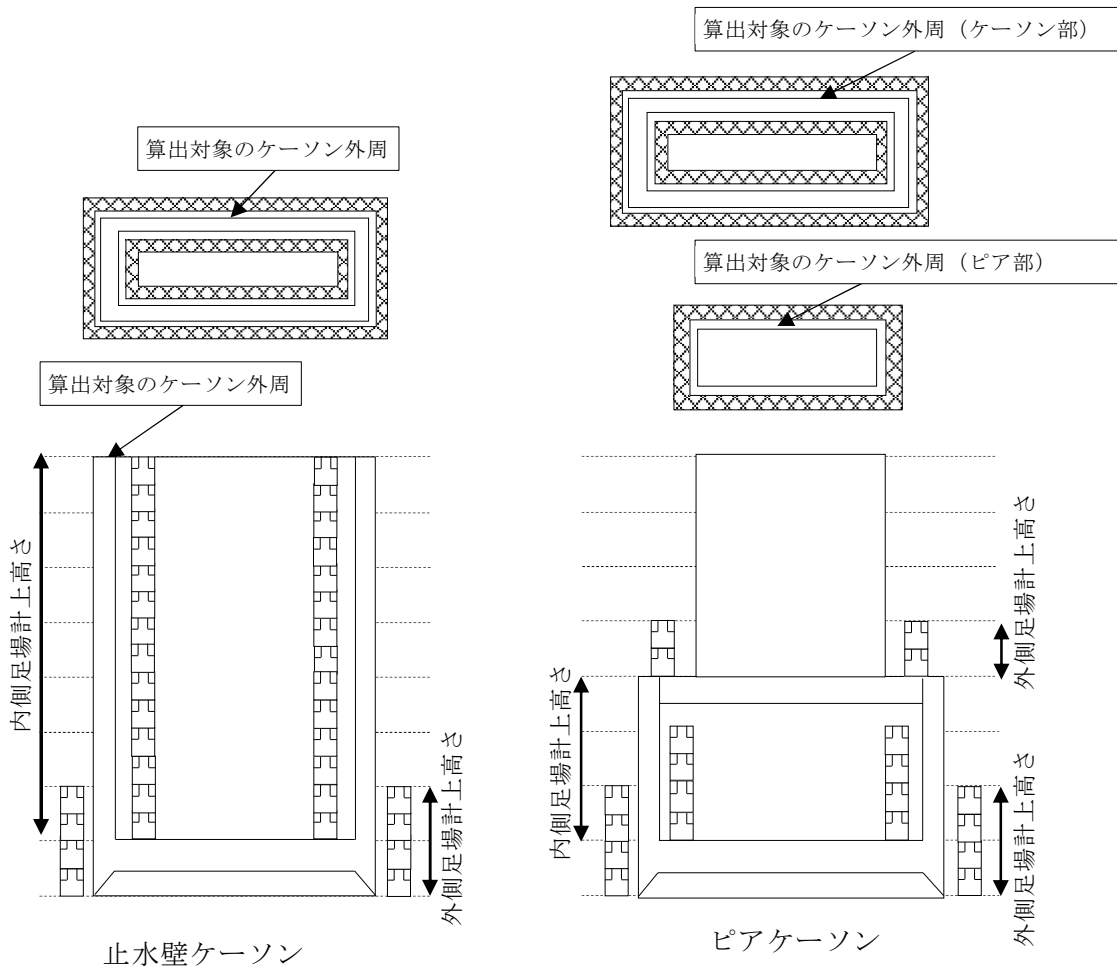 算出対象のケーソン外周（ケーソン部）
算出対象のケーソン外周
算出対象のケーソン外周（ピア部）
算出対象のケーソン外周
内側足場計上高さ
外側足場計上高さ
外側足場計上高さ
内側足場計上高さ
外側足場計上高さ
止水壁ケーソン
ピアケーソン